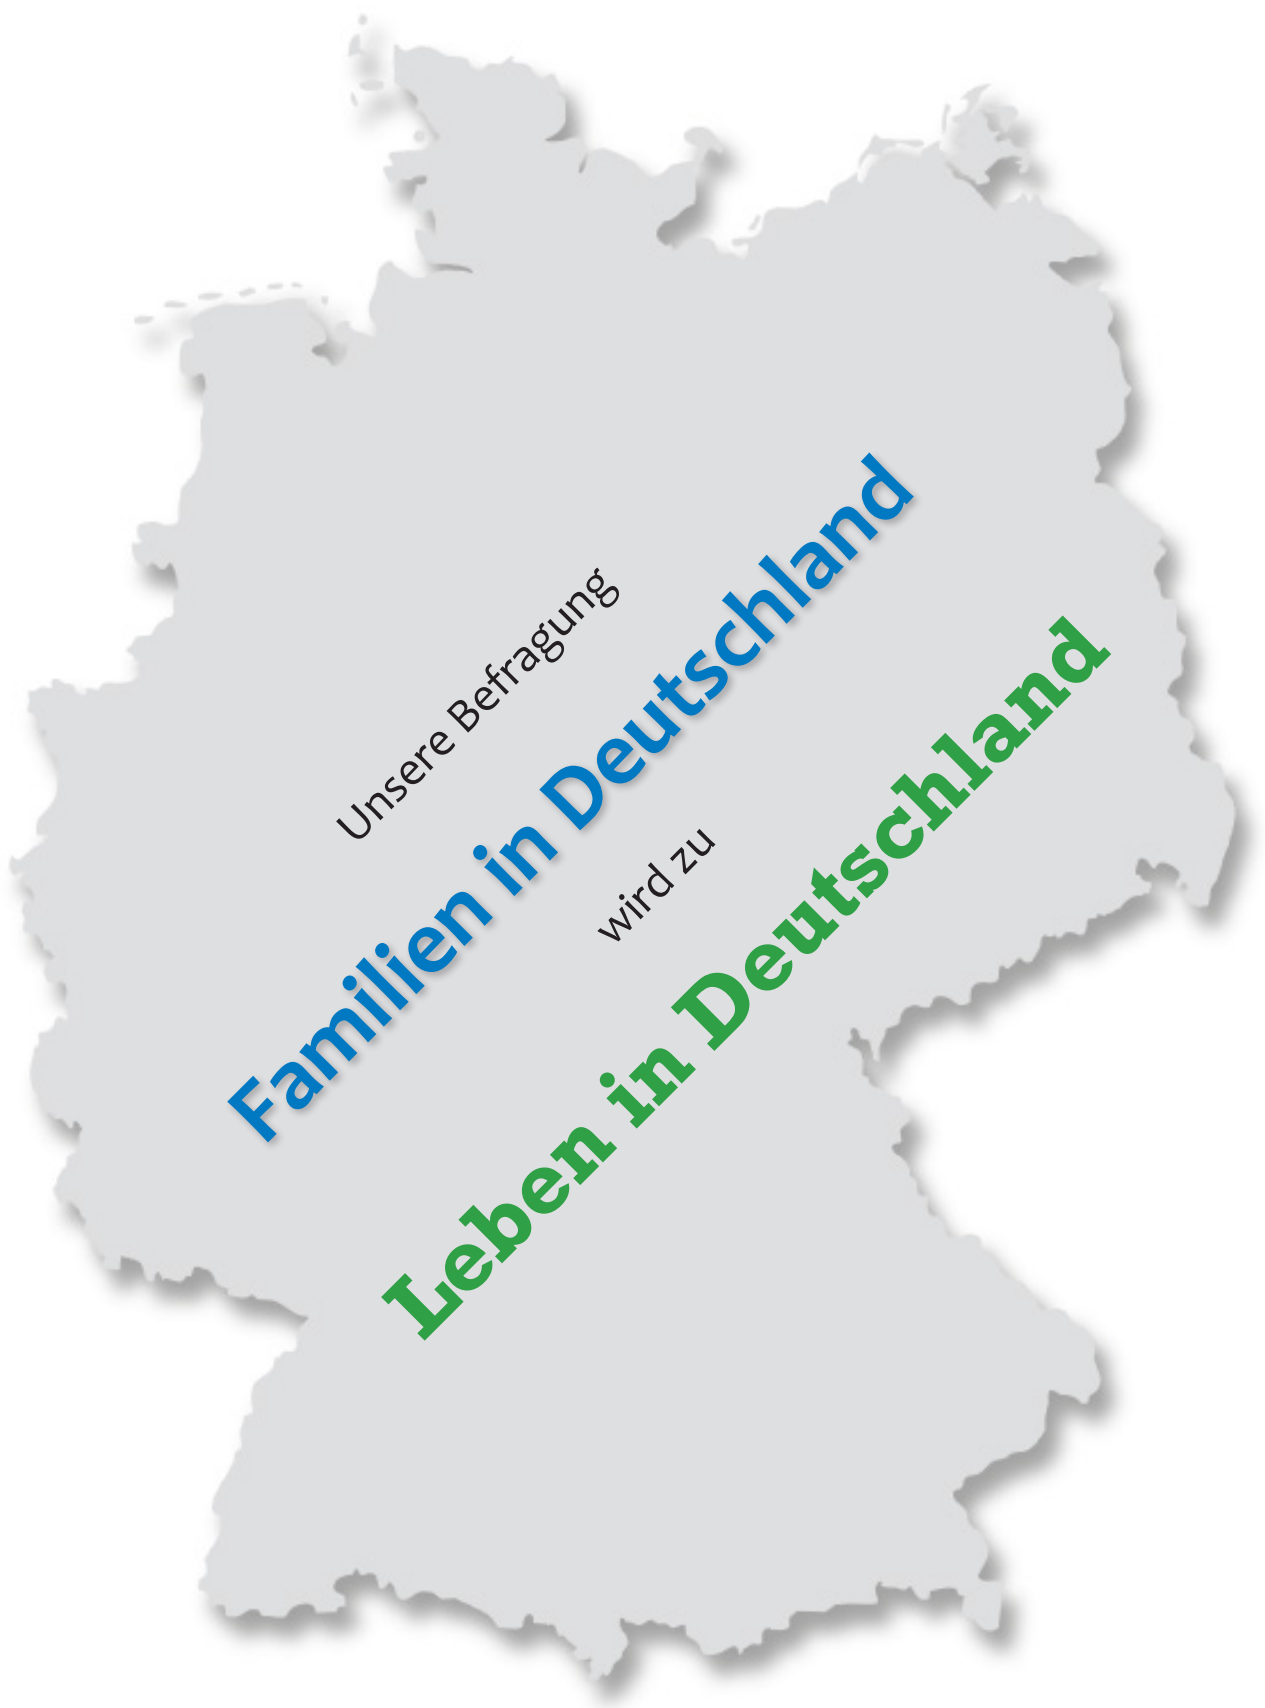 Unsere Befragung
Familien in Deutschland
wird zu
Leben in Deutschland